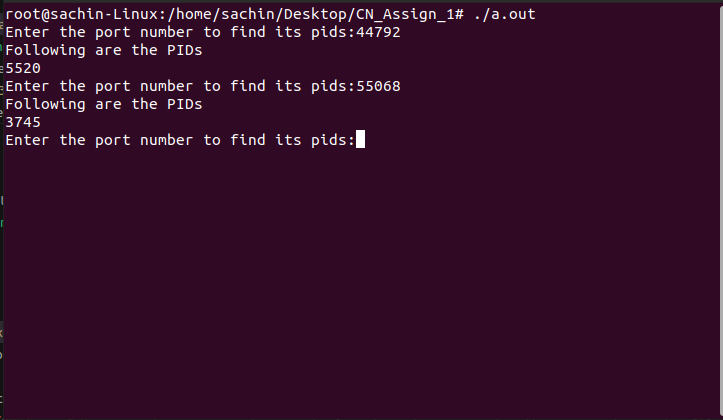 root@sachin-Linux:/home/sachin/Desktop/CN_Assign_1# ./a.out
Enter the port number to find its pids:44792
Following are the PIDs
5520
Enter the port number to find its pids:55068
Following are the PIDs
3745
Enter the port number to find its pids: